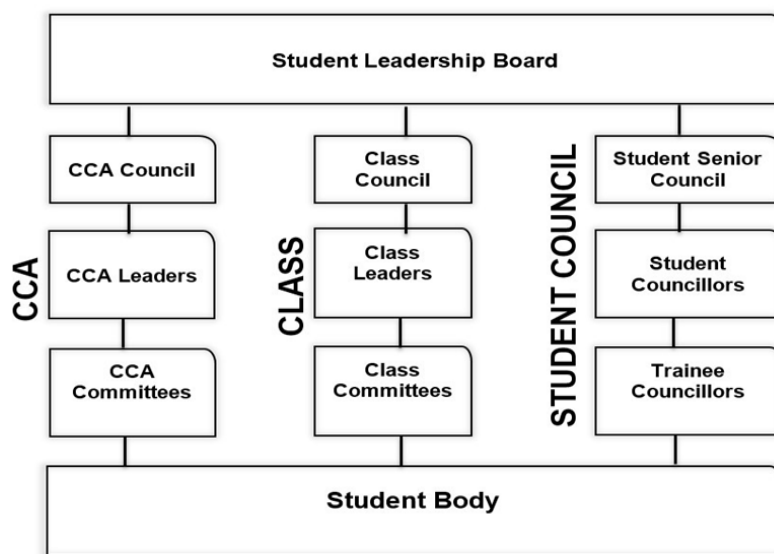 Student Leadership Board
CCA
CCA Council
CCA Leaders
CCA
Committees
CLASS
Class
Council
Class
Leaders
Class
Committees
STUDENT COUNCIL
Student Senior
Council
Student
Councillors
Trainee
Councillors
Student Body